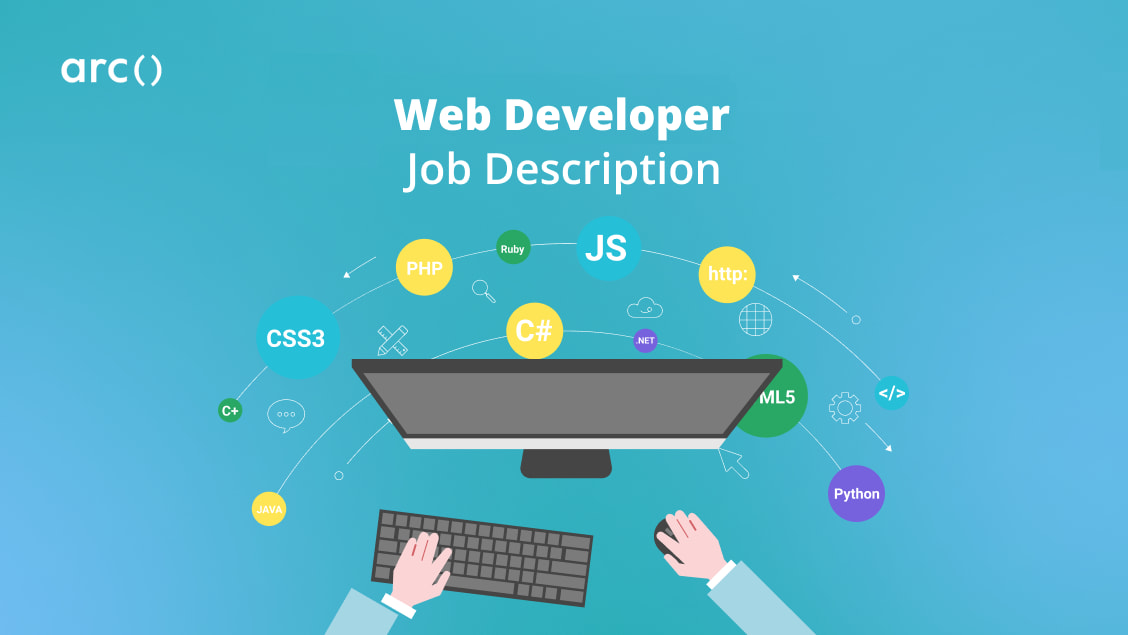 arc()
Web Developer
Job Description
Ruby
JS
PHP
http:
C#
CSS3
.NET
</>
ML5
C+
Python
JAVA